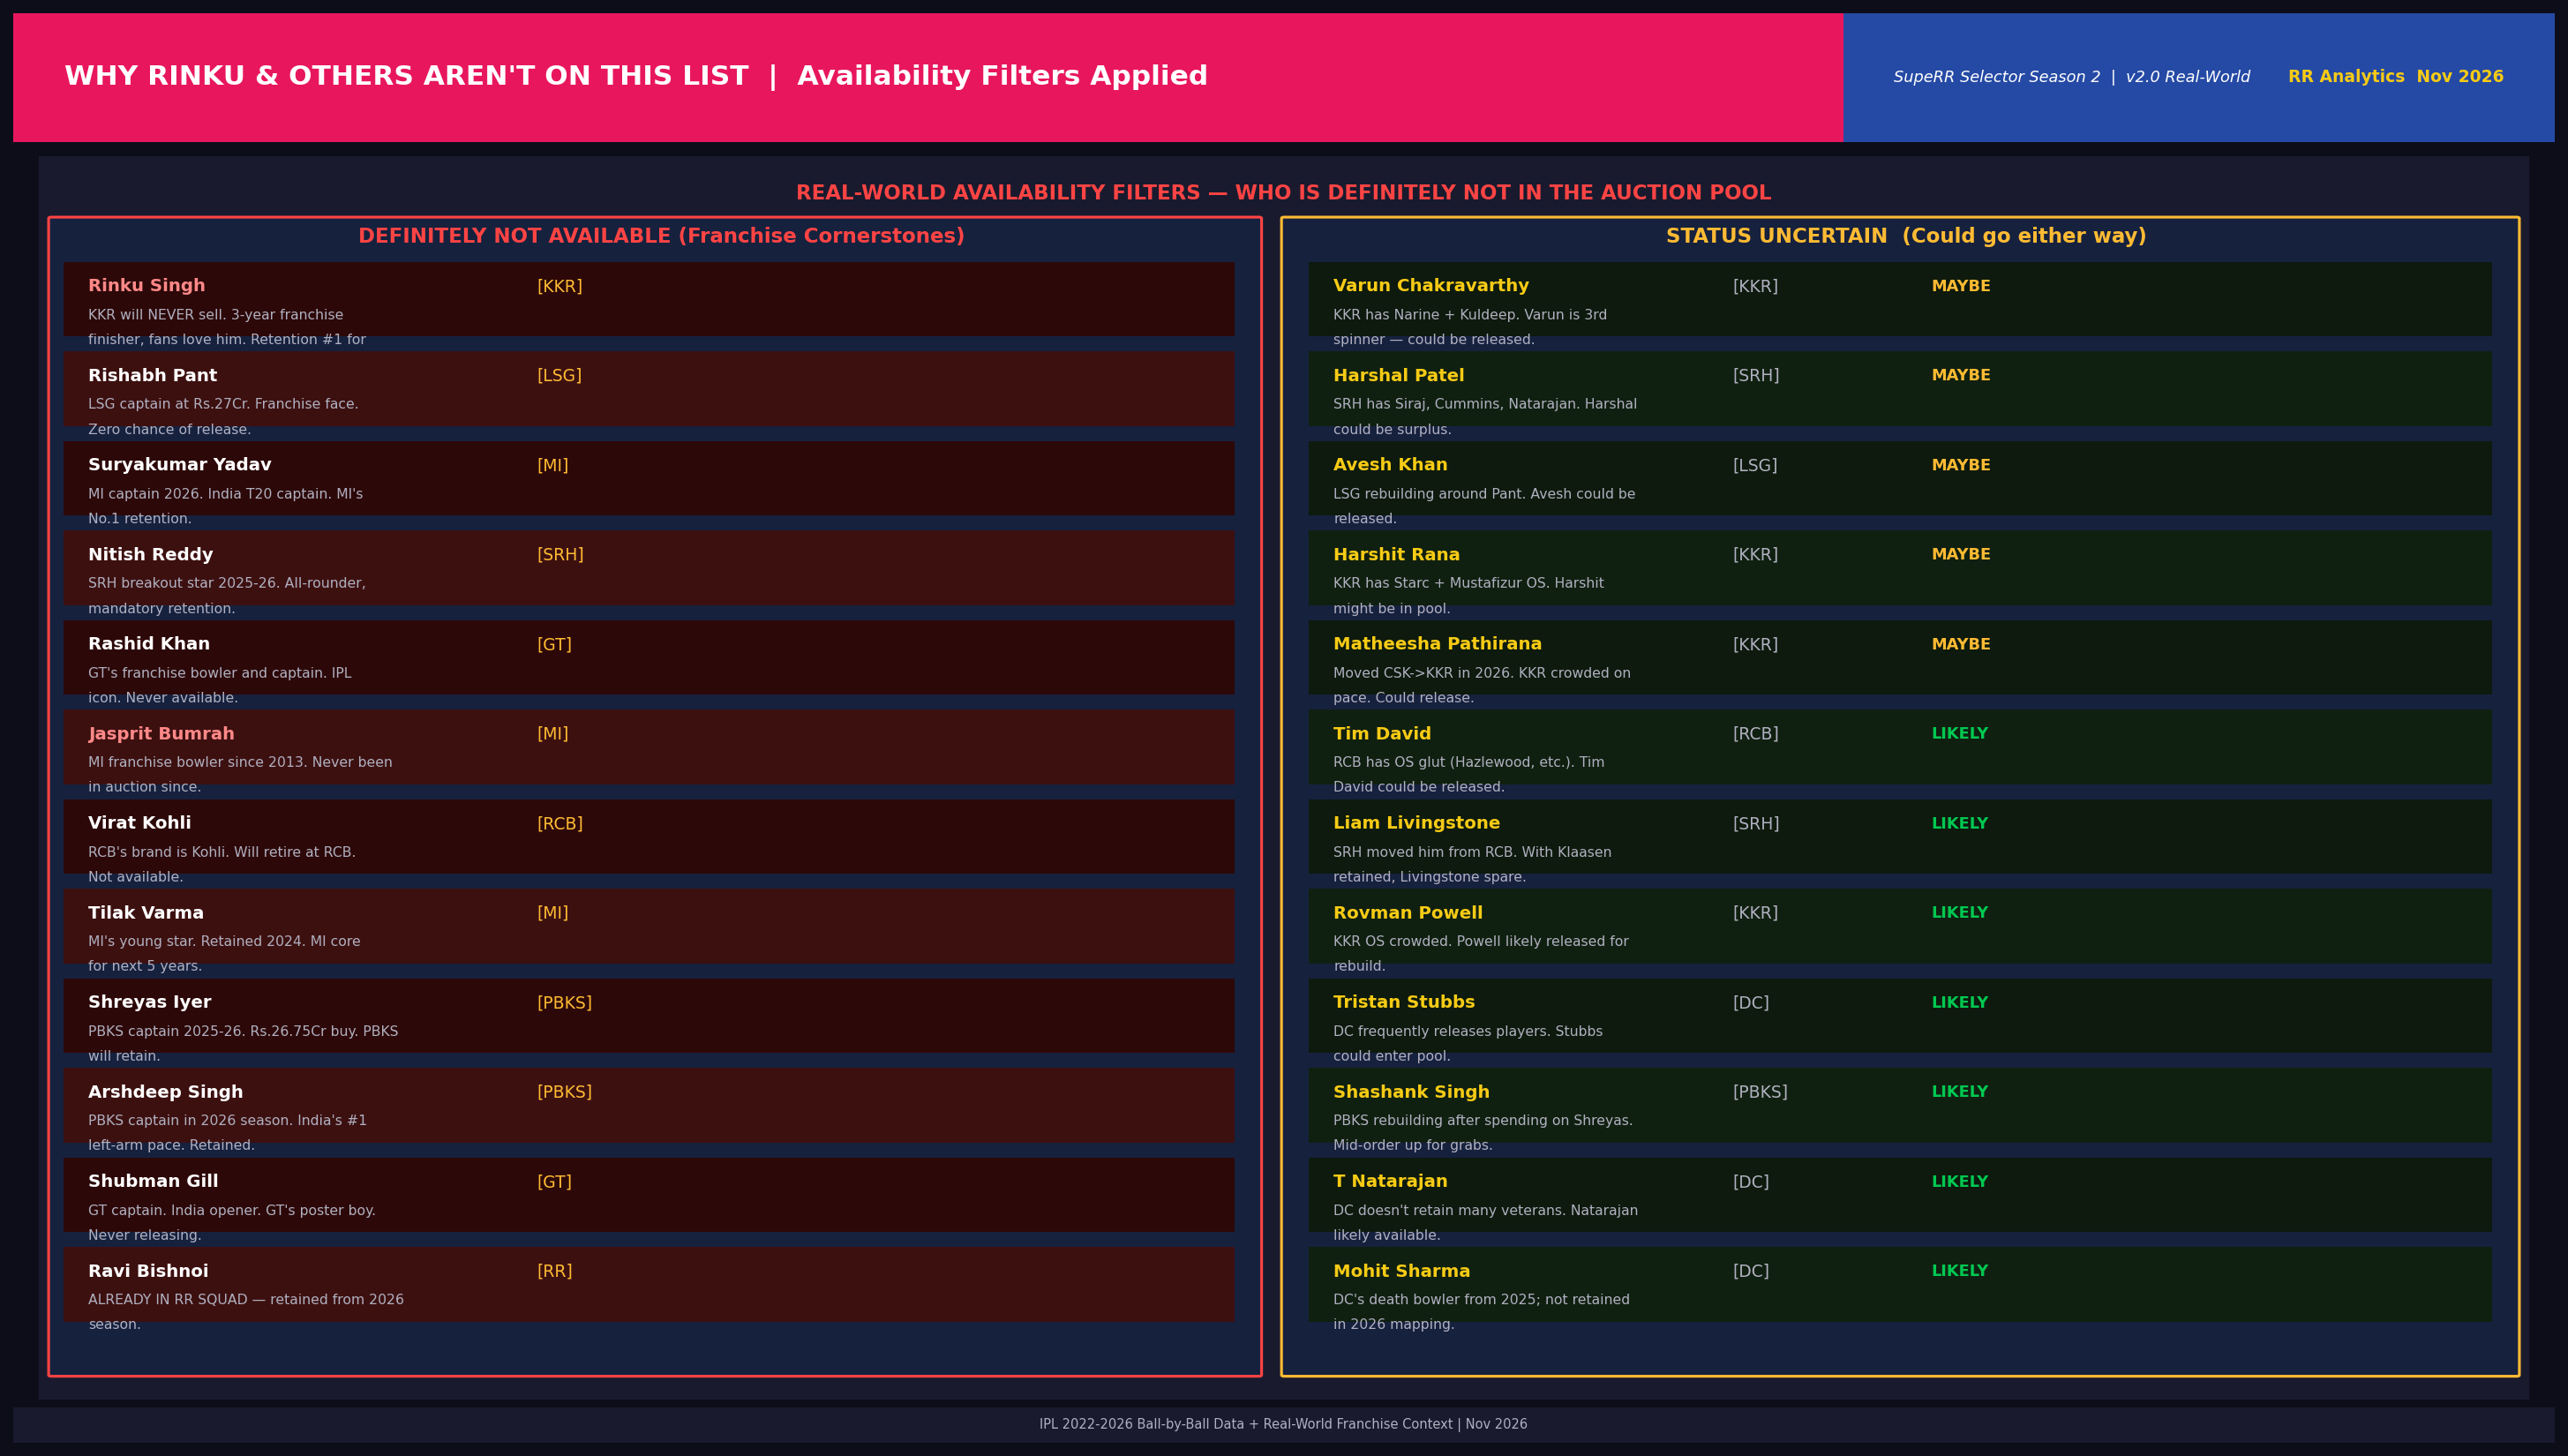 WHY RINKU & OTHERS AREN'T ON THIS LIST  |  Availability Filters Applied
SupeRR Selector Season 2  |  v2.0 Real-World
RR Analytics  Nov 2026
REAL-WORLD AVAILABILITY FILTERS — WHO IS DEFINITELY NOT IN THE AUCTION POOL
DEFINITELY NOT AVAILABLE (Franchise Cornerstones)
Rinku Singh [KKR]
KKR will NEVER sell. 3-year franchise
finisher, fans love him. Retention #1 for
Rishabh Pant [LSG]
LSG captain at Rs.27Cr. Franchise face.
Zero chance of release.
Suryakumar Yadav [MI]
MI captain 2026. India T20 captain. MI's
No.1 retention.
Nitish Reddy [SRH]
SRH breakout star 2025-26. All-rounder,
mandatory retention.
Rashid Khan [GT]
GT's franchise bowler and captain. IPL
icon. Never available.
Jasprit Bumrah [MI]
MI franchise bowler since 2013. Never been
in auction since.
Virat Kohli [RCB]
RCB's brand is Kohli. Will retire at RCB.
Not available.
Tilak Varma [MI]
MI's young star. Retained 2024. MI core
for next 5 years.
Shreyas Iyer [PBKS]
PBKS captain 2025-26. Rs.26.75Cr buy. PBKS
will retain.
Arshdeep Singh [PBKS]
PBKS captain in 2026 season. India's #1
left-arm pace. Retained.
Shubman Gill [GT]
GT captain. India opener. GT's poster boy.
Never releasing.
Ravi Bishnoi [RR]
ALREADY IN RR SQUAD — retained from 2026
season.
STATUS UNCERTAIN  (Could go either way)
Varun Chakravarthy [KKR] MAYBE
KKR has Narine + Kuldeep. Varun is 3rd
spinner — could be released.
Harshal Patel [SRH] MAYBE
SRH has Siraj, Cummins, Natarajan. Harshal
could be surplus.
Avesh Khan [LSG] MAYBE
LSG rebuilding around Pant. Avesh could be
released.
Harshit Rana [KKR] MAYBE
KKR has Starc + Mustafizur OS. Harshit
might be in pool.
Matheesha Pathirana [KKR] MAYBE
Moved CSK->KKR in 2026. KKR crowded on
pace. Could release.
Tim David [RCB] LIKELY
RCB has OS glut (Hazlewood, etc.). Tim
David could be released.
Liam Livingstone [SRH] LIKELY
SRH moved him from RCB. With Klaasen
retained, Livingstone spare.
Rovman Powell [KKR] LIKELY
KKR OS crowded. Powell likely released for
rebuild.
Tristan Stubbs [DC] LIKELY
DC frequently releases players. Stubbs
could enter pool.
Shashank Singh [PBKS] LIKELY
PBKS rebuilding after spending on Shreyas.
Mid-order up for grabs.
T Natarajan [DC] LIKELY
DC doesn't retain many veterans. Natarajan
likely available.
Mohit Sharma [DC] LIKELY
DC's death bowler from 2025; not retained
in 2026 mapping.
IPL 2022-2026 Ball-by-Ball Data + Real-World Franchise Context | Nov 2026